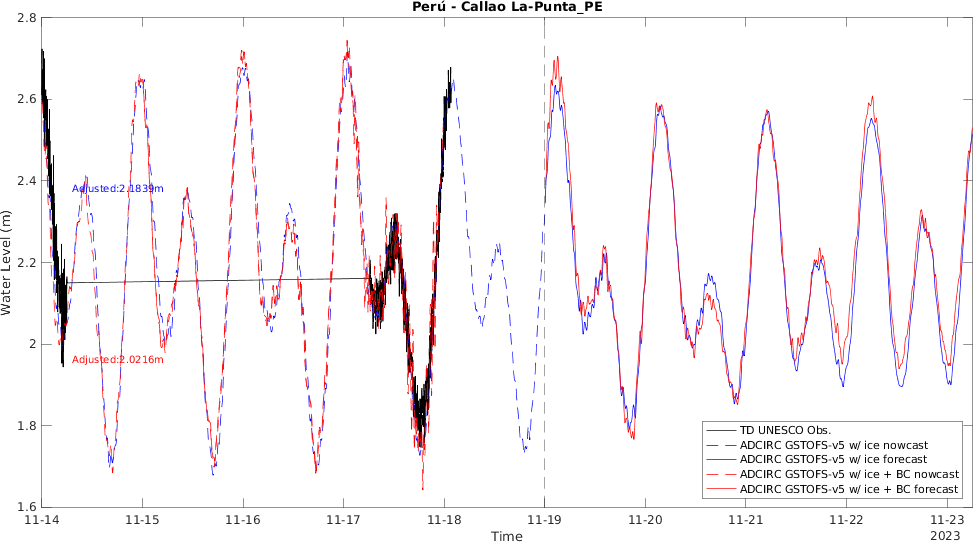 Perú - Callao La-Punta_PE
2.8
2.6
2.4
2.2
2
1.8
1.6
Water Level (m)
Adjusted:2.1839m
Adjusted:2.0216m
TD UNESCO Obs.
ADCIRC GSTOFS-v5 w/ ice nowcast
ADCIRC GSTOFS-v5 w/ ice forecast
ADCIRC GSTOFS-v5 w/ ice + BC nowcast
ADCIRC GSTOFS-v5 w/ ice + BC forecast
11-14 11-15 11-16 11-17 11-18 11-19 11-20 11-21 11-22 11-23
2023
Time